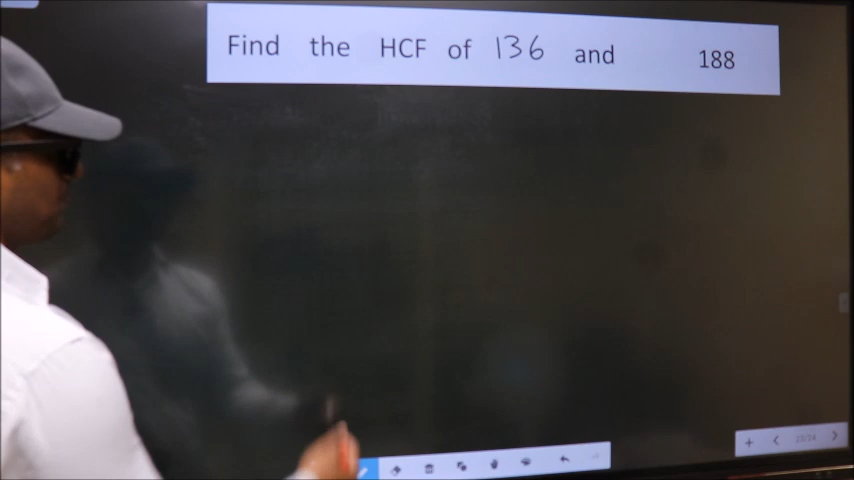 Find the HCF of 136 and 188